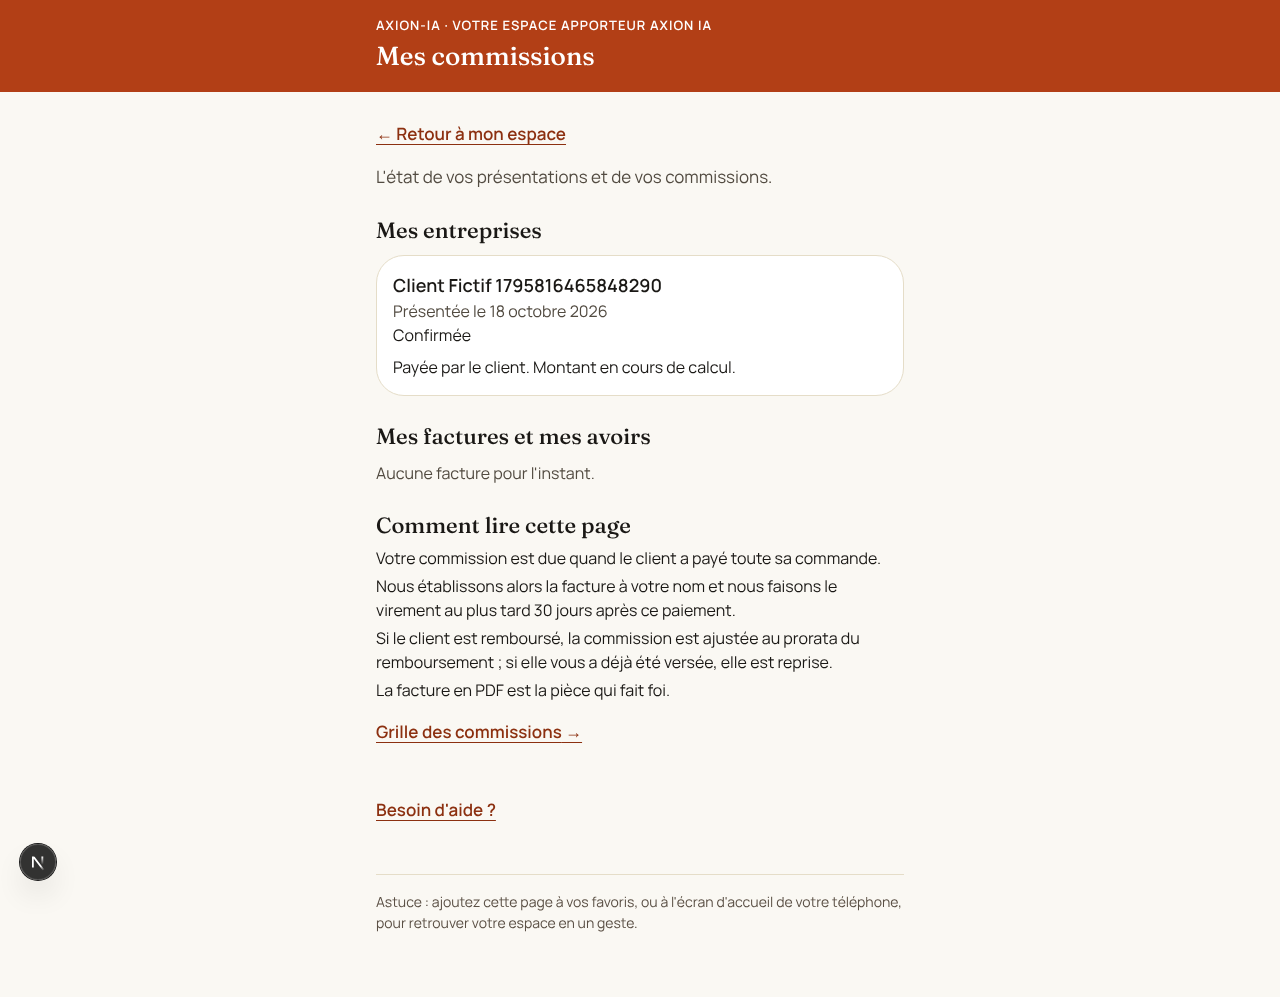 AXION-IA · VOTRE ESPACE APPORTEUR AXION IA
Mes commissions
← Retour à mon espace
L'état de vos présentations et de vos commissions.
Mes entreprises
Client Fictif 1795816465848290
Présentée le 18 octobre 2026
Confirmée
Payée par le client. Montant en cours de calcul.
Mes factures et mes avoirs
Aucune facture pour l'instant.
Comment lire cette page
Votre commission est due quand le client a payé toute sa commande.
Nous établissons alors la facture à votre nom et nous faisons le
virement au plus tard 30 jours après ce paiement.
Si le client est remboursé, la commission est ajustée au prorata du
remboursement ; si elle vous a déjà été versée, elle est reprise.
La facture en PDF est la pièce qui fait foi.
Grille des commissions →
Besoin d'aide ?
N
Astuce : ajoutez cette page à vos favoris, ou à l'écran d'accueil de votre téléphone,
pour retrouver votre espace en un geste.